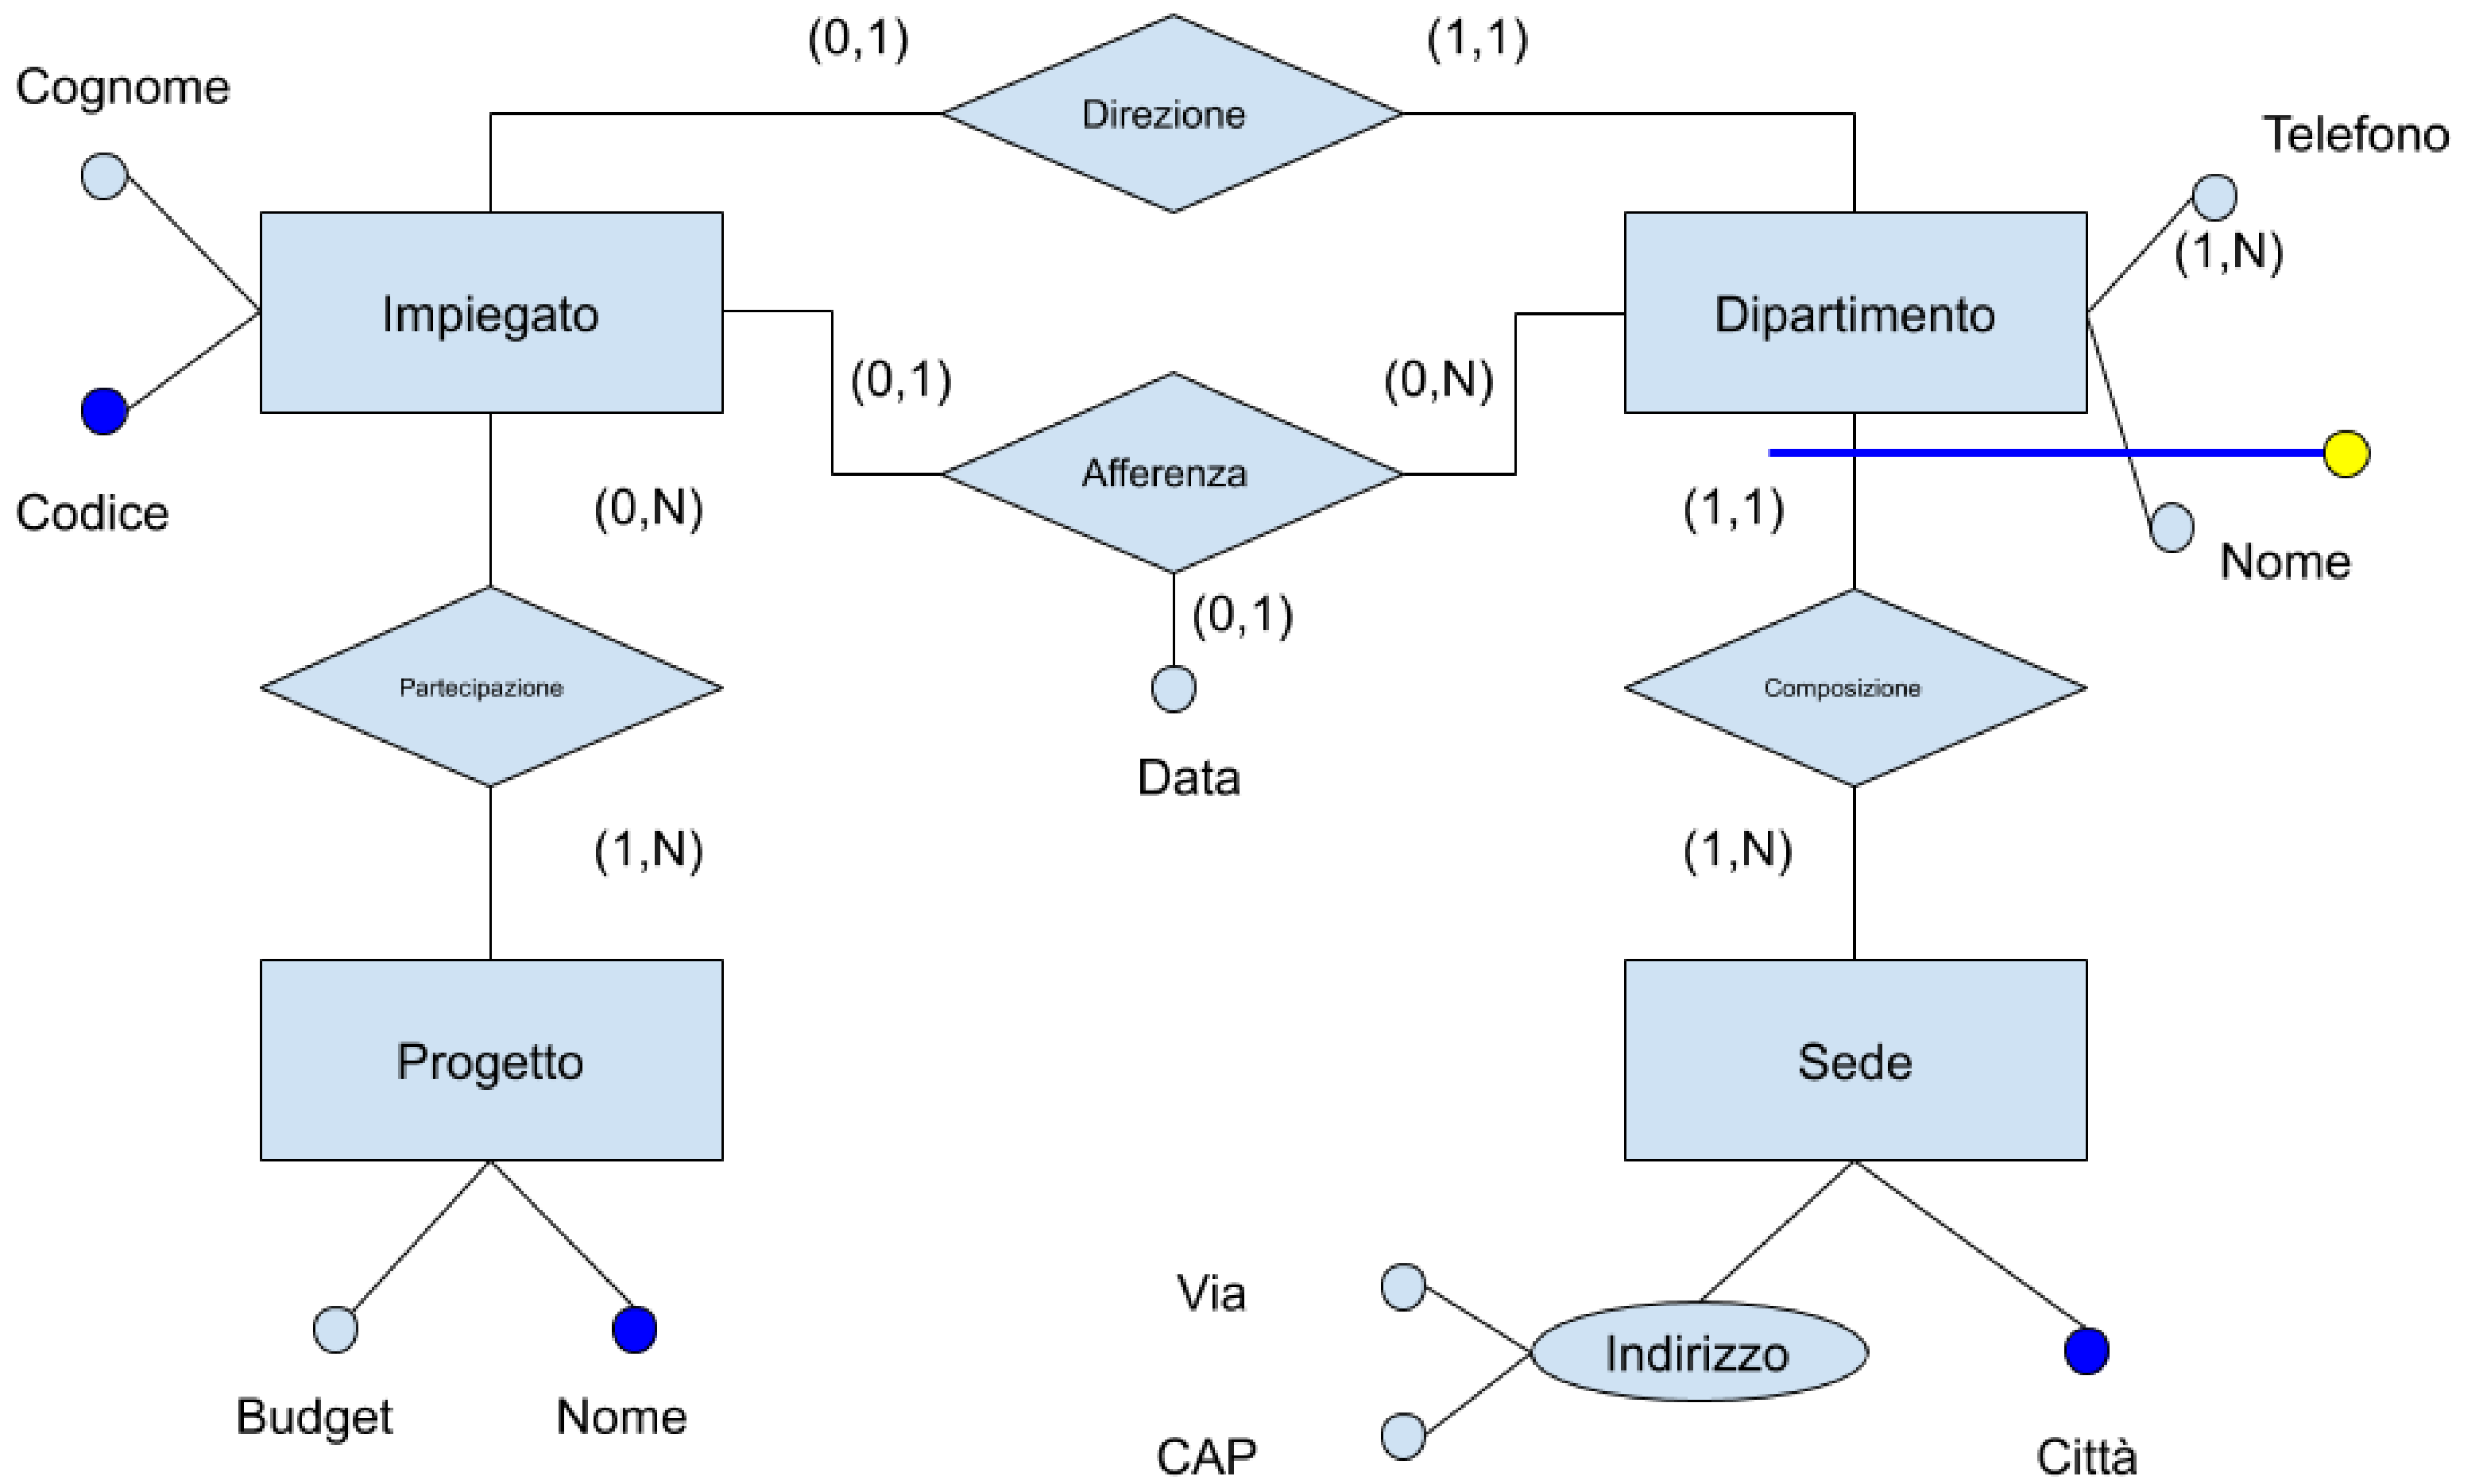 (0,1)
(1,1)
Direzione
Cognome
Telefono
(1,N)
Impiegato
Dipartimento
(0,1)
(0,N)
Afferenza
Codice
(0,N)
(1,1)
Nome
(0,1)
Partecipazione
Composizione
Data
(1,N)
(1,N)
Progetto
Sede
Via
Indirizzo
Budget
Nome
CAP
Città